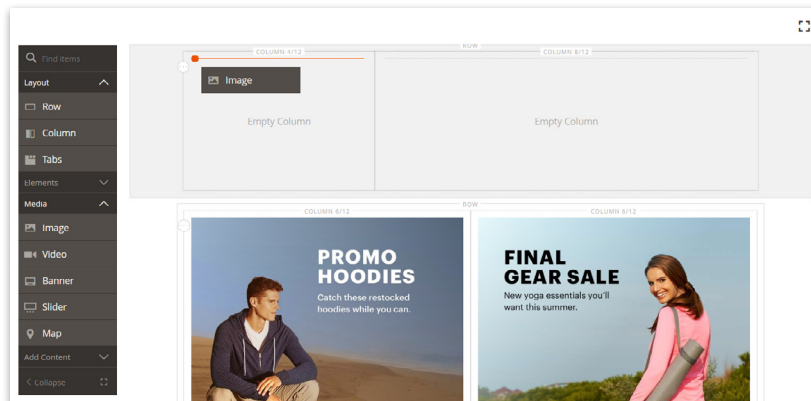 Find items
Layout
Row
Column
Tabs
Elements
Media
Image
Video
Banner
Slider
Map
Add Content
Collapse
ROW
COLUMN 4/12
COLUMN 8/12
Image
Empty Column
Empty Column
ROW
COLUMN 6/12
COLUMN 6/12
PROMO
HOODIES
Catch these restocked
hoodies while you can.
FINAL
GEAR SALE
New yoga essentials you'll
want this summer.